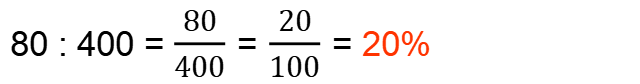 80 : 400 = 80/400 = 20/100 = 20%